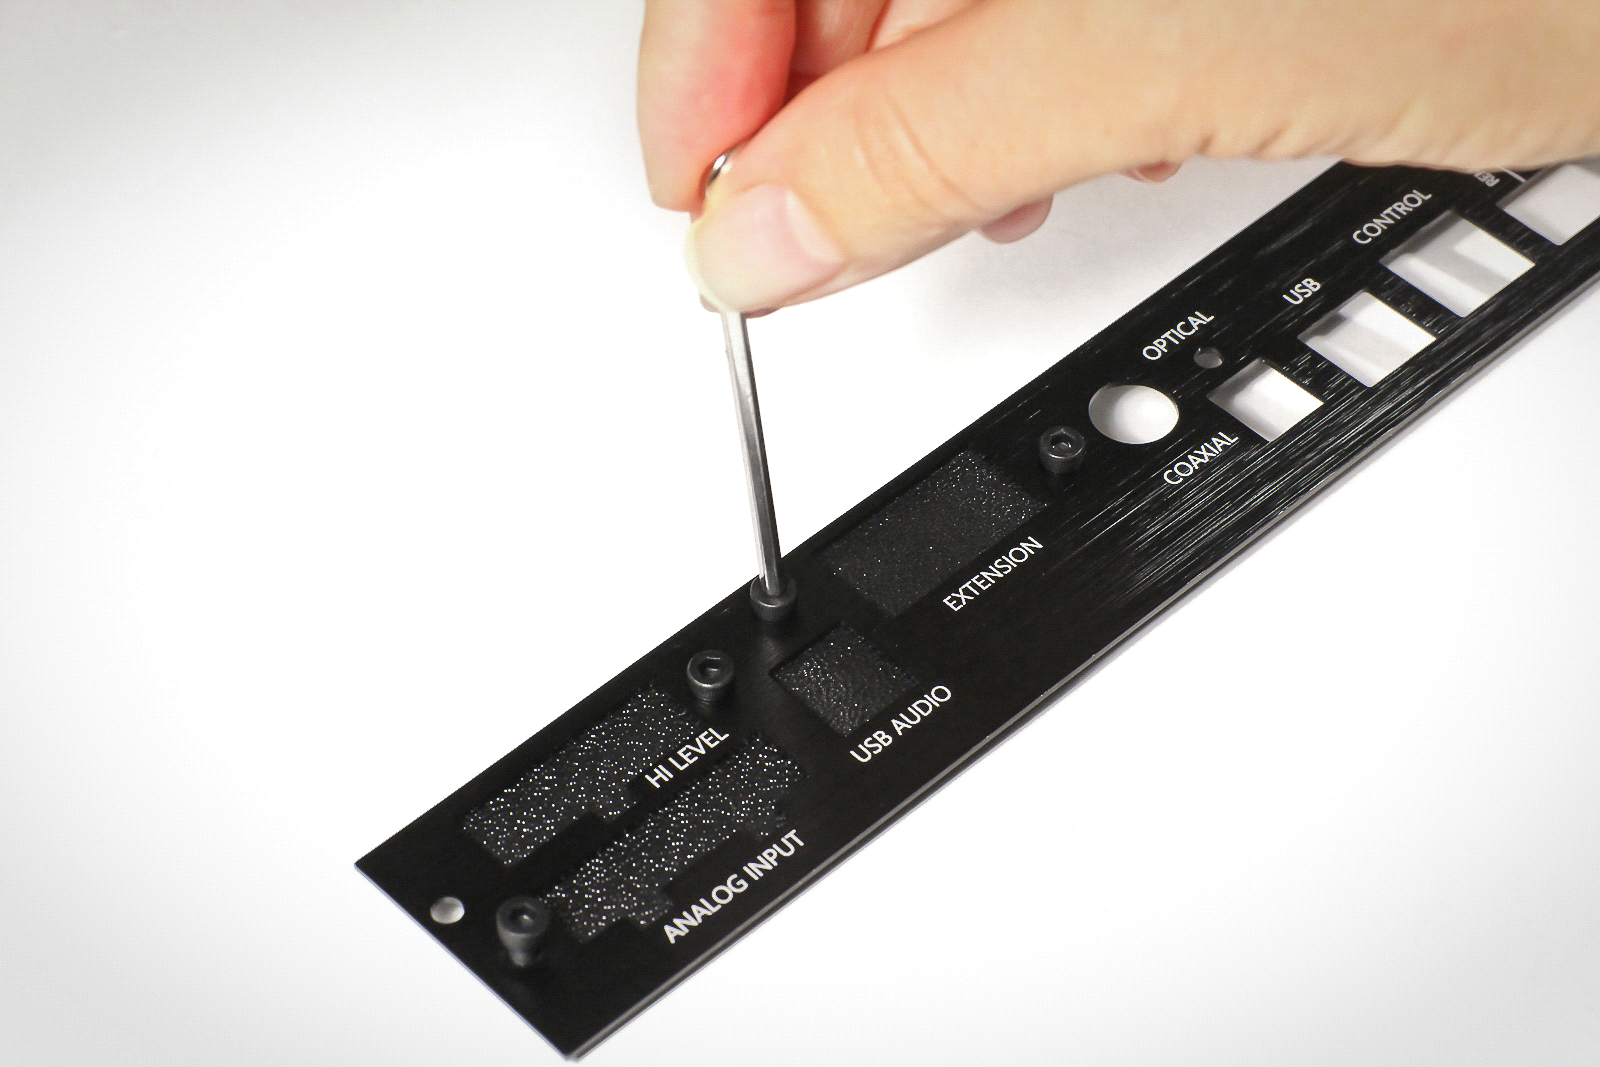 CONTROL
USB
OPTICAL
COAXIAL
EXTENSION
USB AUDIO
HI LEVEL
ANALOG INPUT